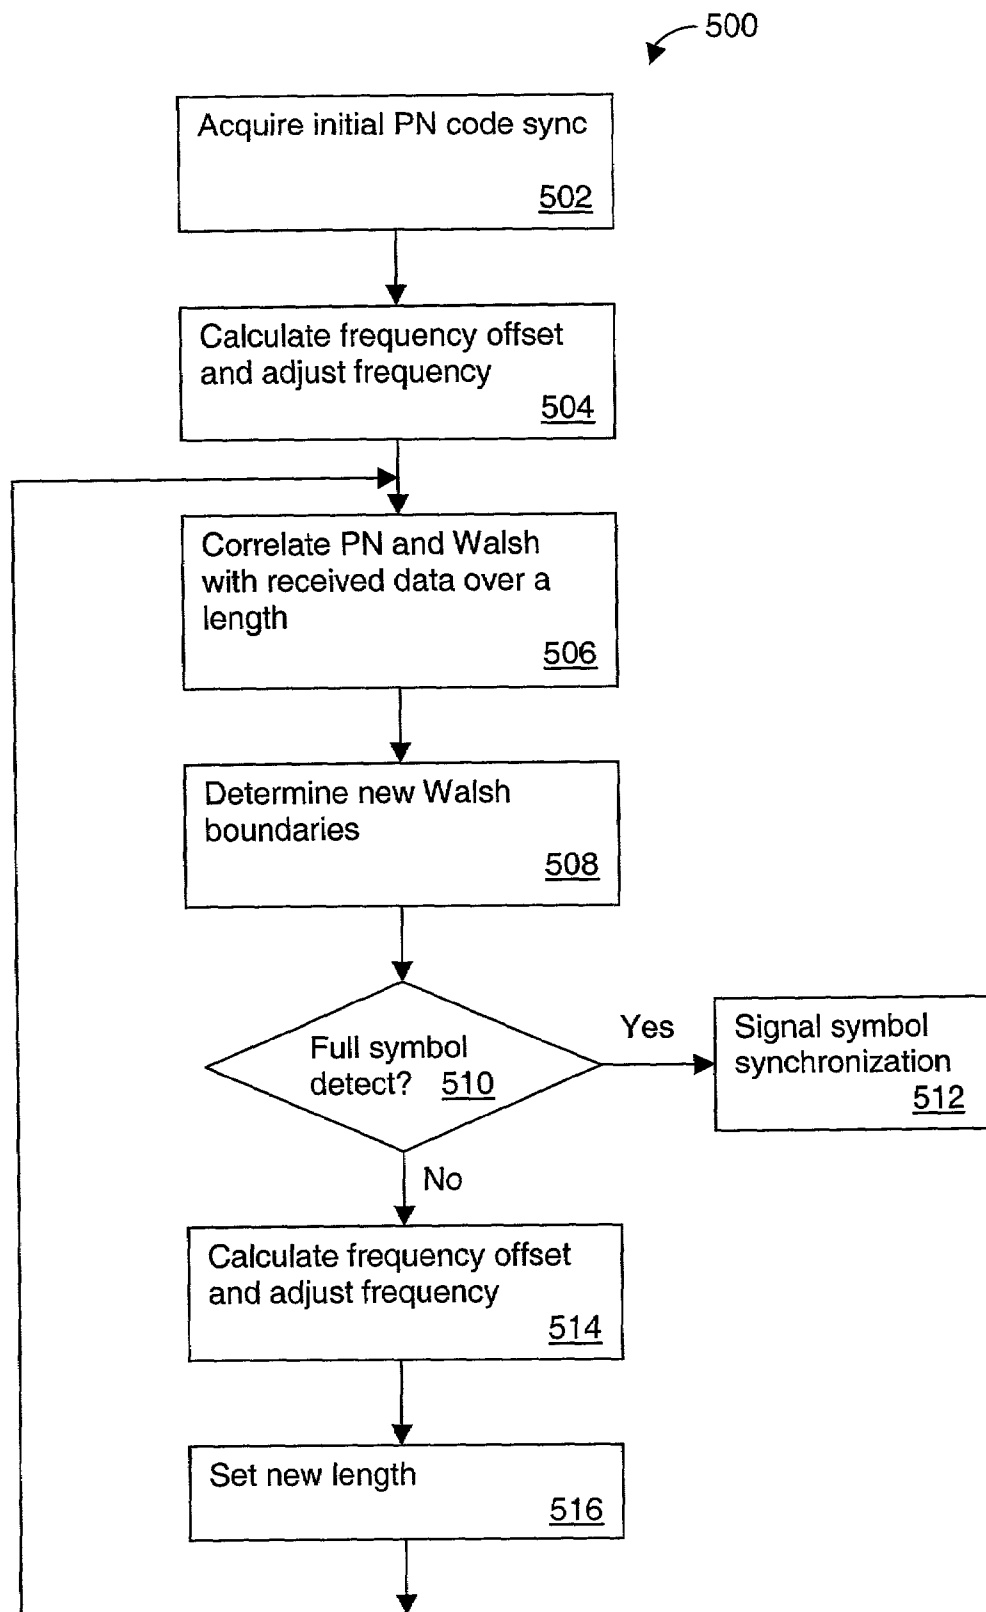 500
Acquire initial PN code sync
502
Calculate frequency offset
and adjust frequency
504
Correlate PN and Walsh
with received data over a
length
506
Determine new Walsh
boundaries
508
Full symbol
detect? 510
Yes
Signal symbol
synchronization
512
No
Calculate frequency offset
and adjust frequency
514
Set new length
516